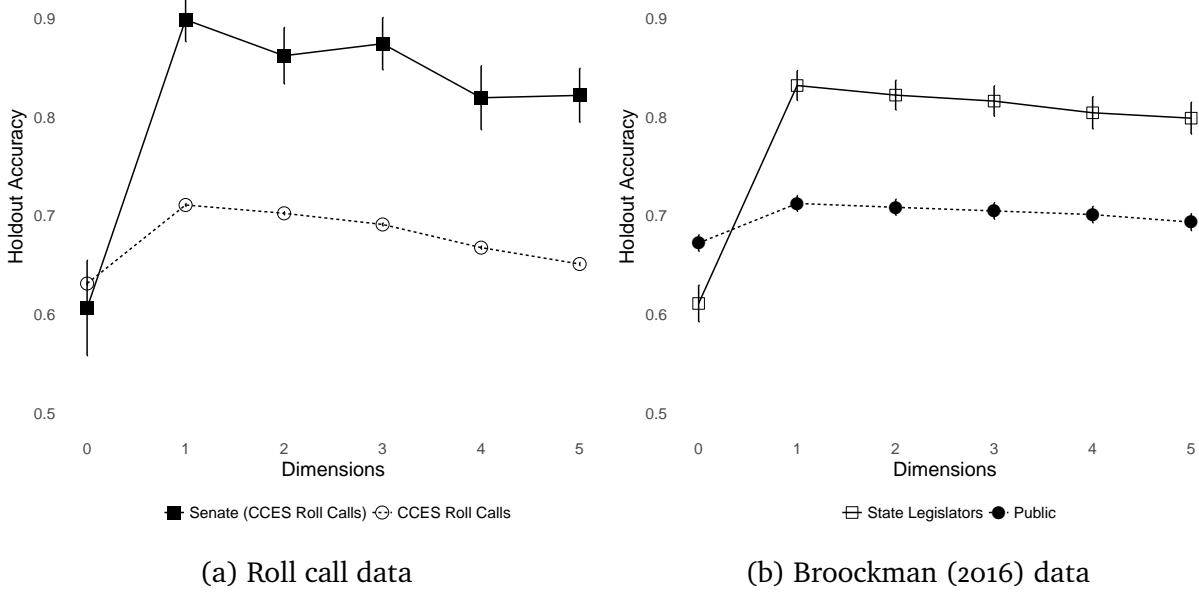 0.9
0.8
0.7
0.6
0.5
Holdout Accuracy
0 1 2 3 4 5
Dimensions
Senate (CCES Roll Calls) CCES Roll Calls
(a) Roll call data
0.9
0.8
0.7
0.6
0.5
Holdout Accuracy
0 1 2 3 4 5
Dimensions
State Legislators Public
(b) Broockman (2016) data